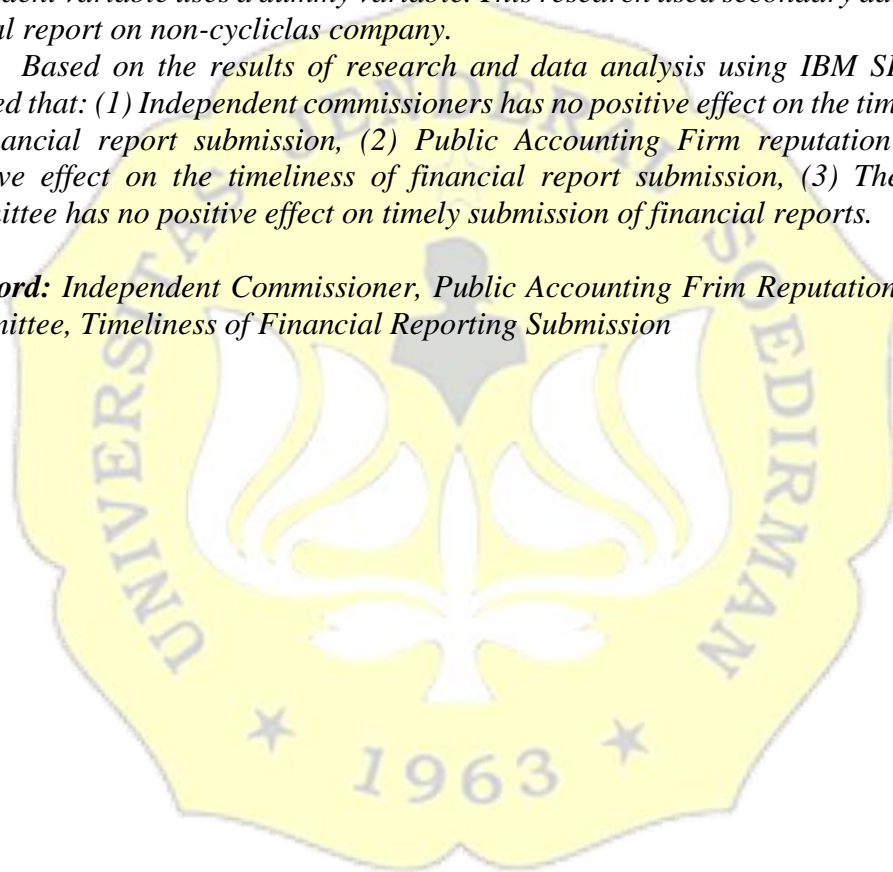 dent variable uses a dummy variable. This research used secondary da
al report on non-cycliclas company.
Based on the results of research and data analysis using IBM S
ed that: (1) Independent commissioners has no positive effect on the tim
ancial report submission, (2) Public Accounting Firm reputation
ve effect on the timeliness of financial report submission, (3) The
ittee has no positive effect on timely submission of financial reports.
ord: Independent Commissioner, Public Accounting Frim Reputation
ittee, Timeliness of Financial Reporting Submission
UNIVERSITAS JENDERAL SOEDIRMAN
1963